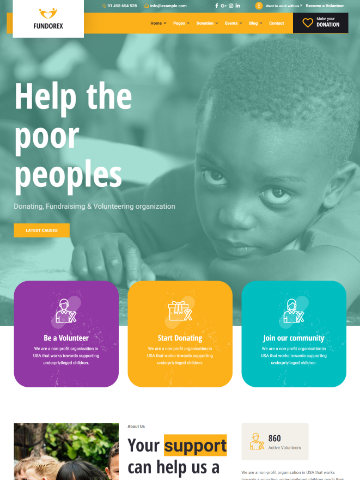 info@example.com
Become a Volunteer
FUNDOREX
Home Pages Donation Events Blog Contact
Make your
DONATION
Help the
poor
peoples
Donating, Fundraising & Volunteering organization
LATEST CAUSES
Be a Volunteer
We are a non profit organization in
USA that works towards supporting
underprivileged children.
Start Donating
We are a non profit organization in
USA that works towards supporting
underprivileged children.
Join our community
We are a non profit organization in
USA that works towards supporting
underprivileged children.
About Us
Your support
can help us a
860
Active Volunteers
We are a non-profit organization in USA that works